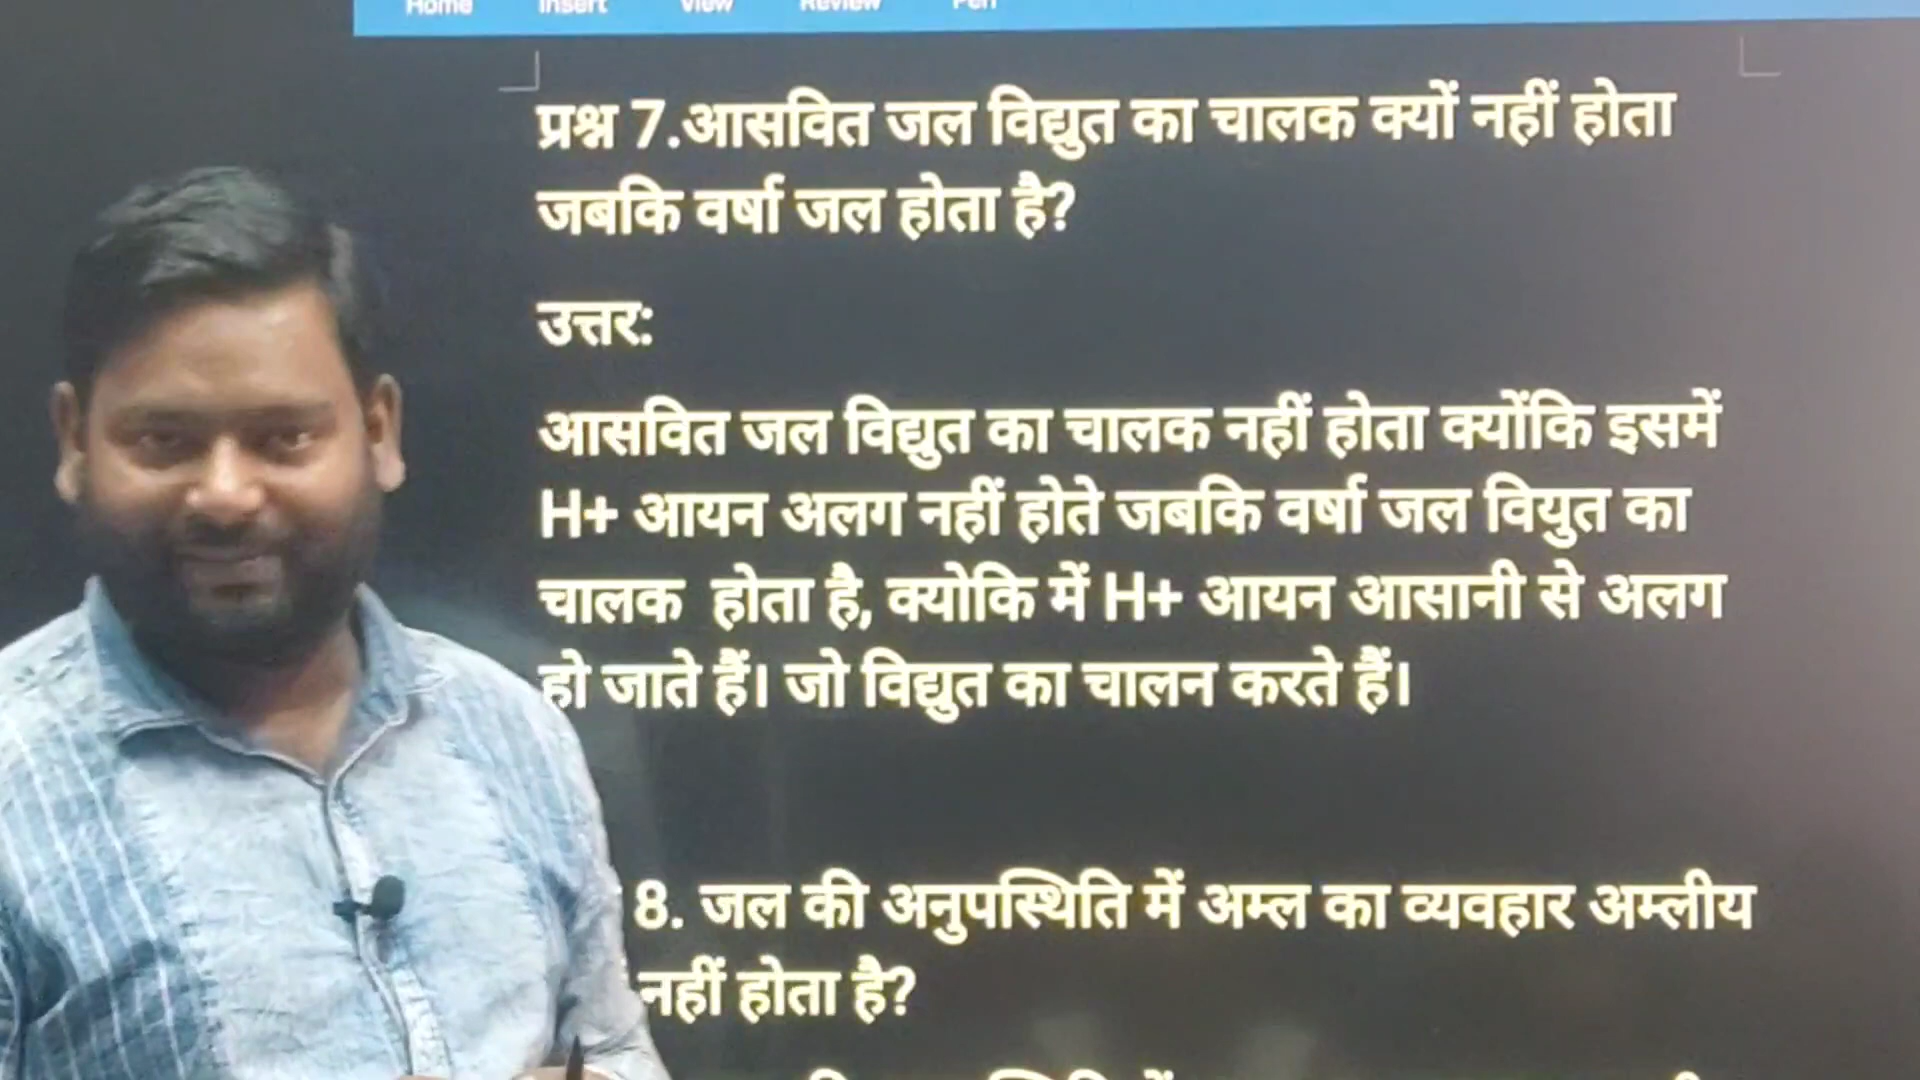 Home Insert View Review Pen
प्रश्न 7.आसवित जल विद्युत का चालक क्यों नहीं होता
जबकि वर्षा जल होता है?
उत्तर:
आसवित जल विद्युत का चालक नहीं होता क्योंकि इसमें
H+ आयन अलग नहीं होते जबकि वर्षा जल वियुत का
चालक होता है, क्योकि में H+ आयन आसानी से अलग
हो जाते हैं। जो विद्युत का चालन करते हैं।
8. जल की अनुपस्थिति में अम्ल का व्यवहार अम्लीय
नहीं होता है?